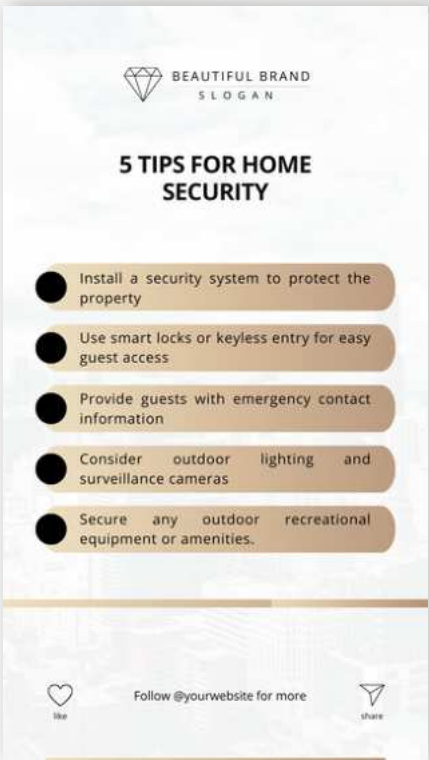 BEAUTIFUL BRAND
SLOGAN
5 TIPS FOR HOME
SECURITY
Install a security system to protect the
property
Use smart locks or keyless entry for easy
guest access
Provide guests with emergency contact
information
Consider outdoor lighting and
surveillance cameras
Secure any outdoor recreational
equipment or amenities.
Follow @yourwebsite for more
like
share